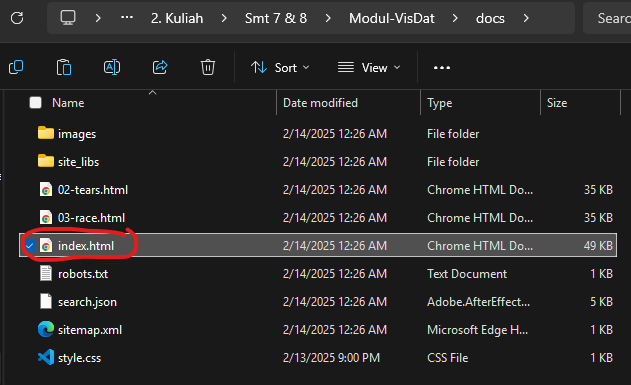 2. Kuliah > Smt 7 & 8 > Modul-VisDat > docs > Searc
Sort View
Name Date modified Type Size
images 2/14/2025 12:26 AM File folder
site_libs 2/14/2025 12:26 AM File folder
02-tears.html 2/14/2025 12:26 AM Chrome HTML Do... 35 KB
03-race.html 2/14/2025 12:26 AM Chrome HTML Do... 35 KB
index.html 2/14/2025 12:26 AM Chrome HTML Do... 49 KB
robots.txt 2/14/2025 12:26 AM Text Document 1 KB
search.json 2/14/2025 12:26 AM Adobe.AfterEffect... 5 KB
sitemap.xml 2/14/2025 12:26 AM Microsoft Edge H... 1 KB
style.css 2/13/2025 9:00 PM CSS File 1 KB